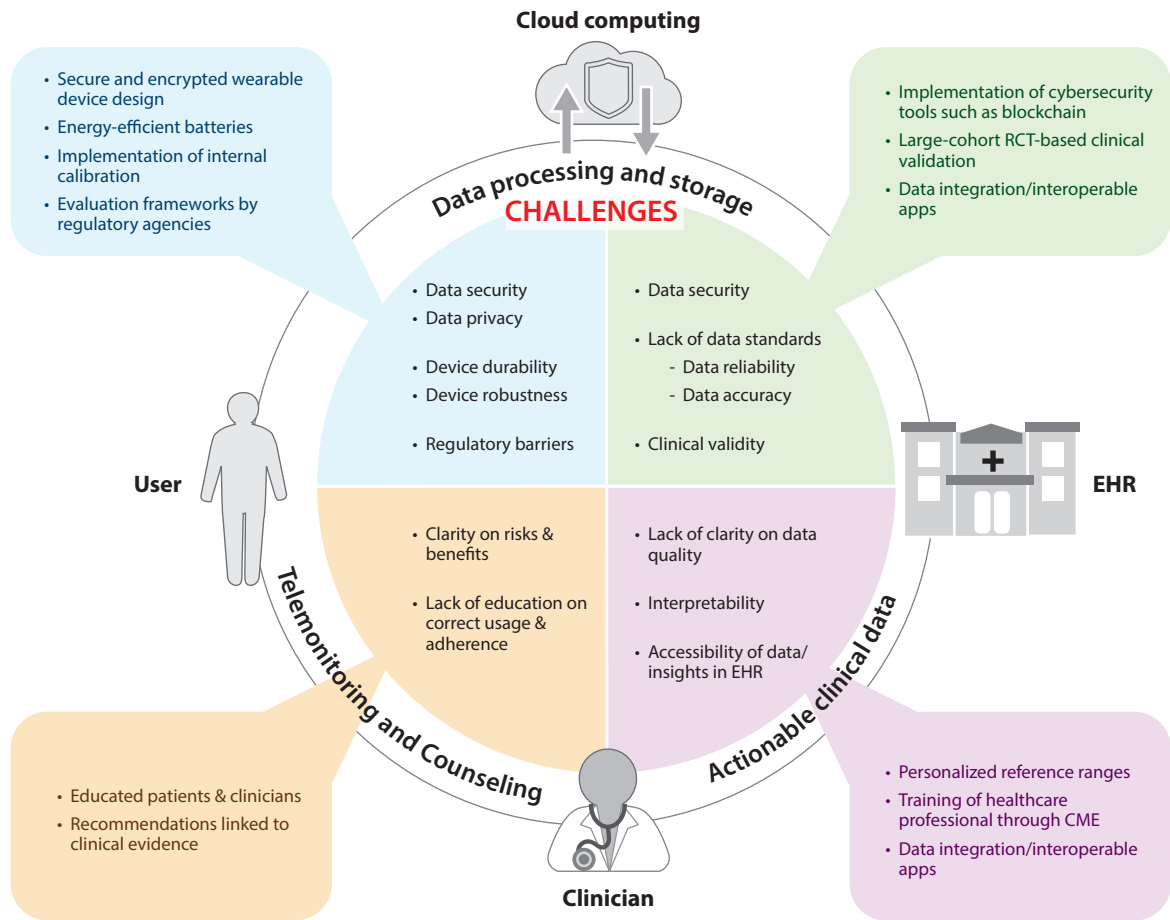 Cloud computing
• Secure and encrypted wearable
device design
• Energy-efficient batteries
• Implementation of internal
calibration
• Evaluation frameworks by
regulatory agencies
• Implementation of cybersecurity
tools such as blockchain
• Large-cohort RCT-based clinical
validation
• Data integration/interoperable
apps
Data processing and storage
CHALLENGES
• Data security
• Data privacy
• Device durability
• Device robustness
• Regulatory barriers
• Data security
• Lack of data standards
- Data reliability
- Data accuracy
• Clinical validity
User
EHR
• Clarity on risks &
benefits
• Lack of education on
correct usage &
adherence
• Lack of clarity on data
quality
• Interpretability
• Accessibility of data/
insights in EHR
Telemonitoring and Counseling
Actionable clinical data
• Educated patients & clinicians
• Recommendations linked to
clinical evidence
• Personalized reference ranges
• Training of healthcare
professional through CME
• Data integration/interoperable
apps
Clinician